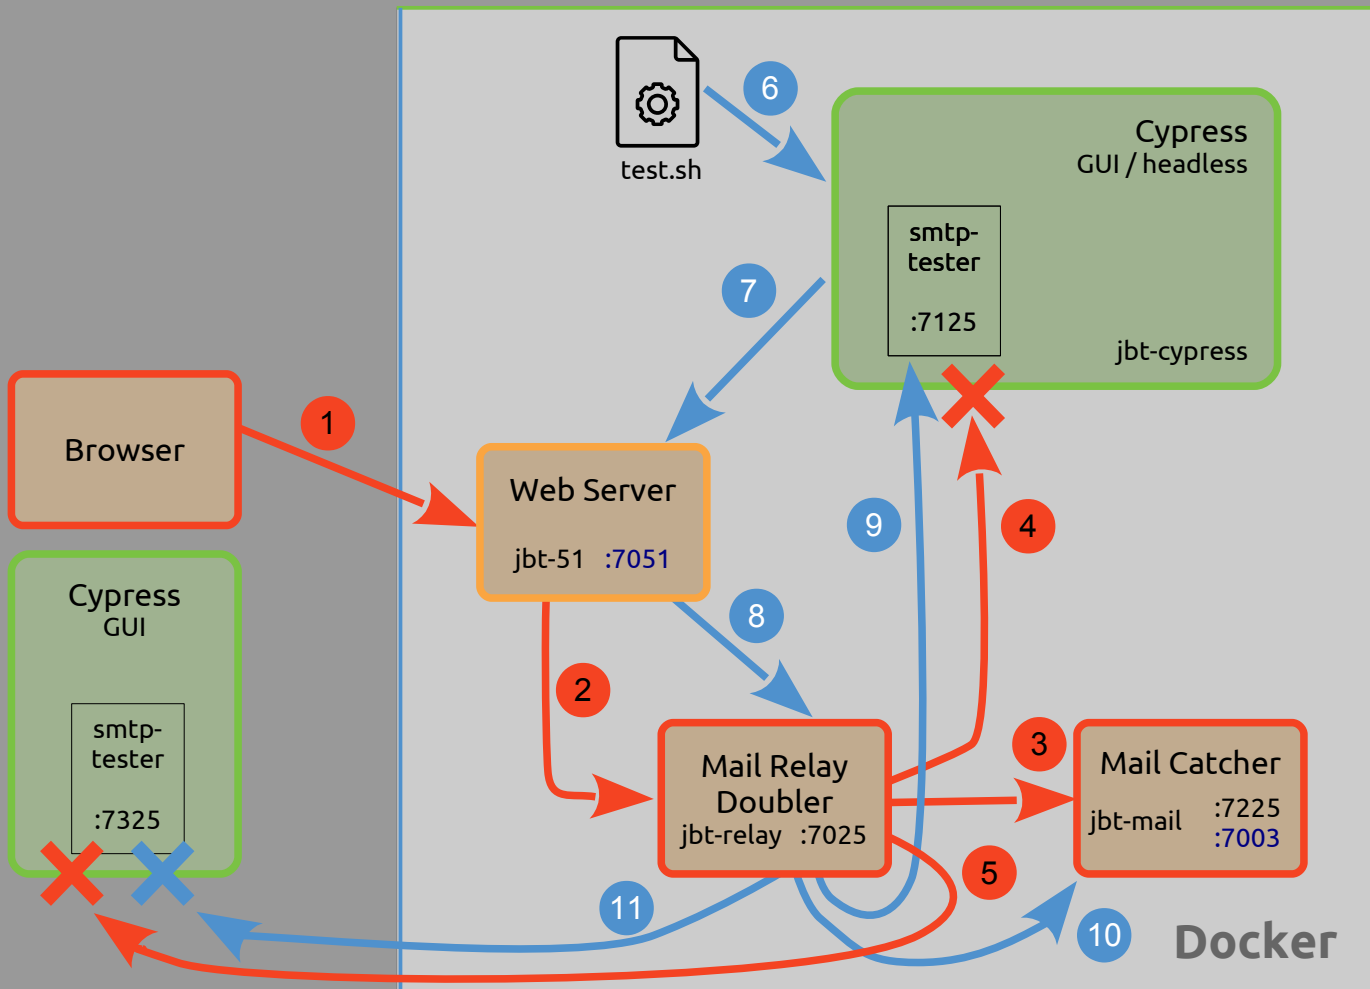 6
test.sh
Cypress
GUI / headless
smtp-
tester
:7125
jbt-cypress
7
1
Browser
Web Server
jbt-51 :7051
9
4
Cypress
GUI
smtp-
tester
:7325
8
2
3
Mail Relay
Doubler
jbt-relay :7025
Mail Catcher
jbt-mail :7225
:7003
5
11
10
Docker